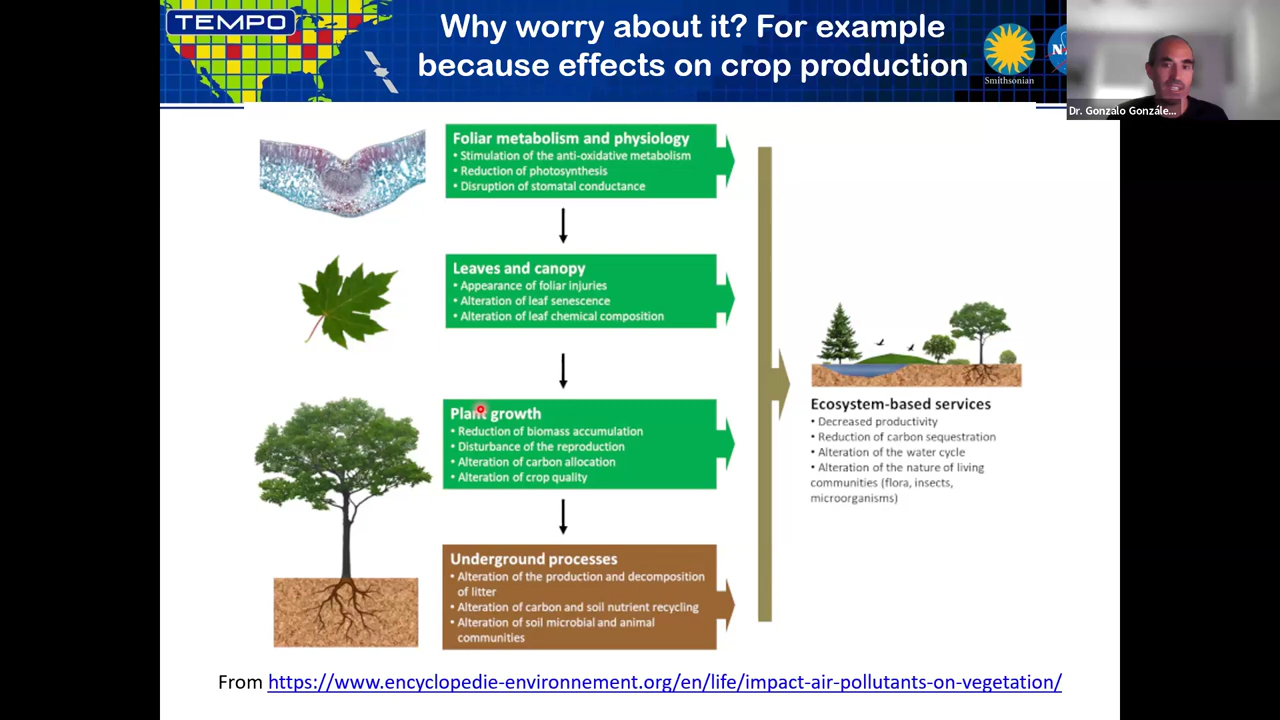 TEMPO
Why worry about it? For example
because effects on crop production
Smithsonian
Dr. Gonzalo Gonzále...
Foliar metabolism and physiology
• Stimulation of the anti-oxidative metabolism
• Reduction of photosynthesis
• Disruption of stomatal conductance
Leaves and canopy
• Appearance of foliar injuries
• Alteration of leaf senescence
• Alteration of leaf chemical composition
Plant growth
• Reduction of biomass accumulation
• Disturbance of the reproduction
• Alteration of carbon allocation
• Alteration of crop quality
Underground processes
• Alteration of the production and decomposition
of litter
• Alteration of carbon and soil nutrient recycling
• Alteration of soil microbial and animal
communities
Ecosystem-based services
• Decreased productivity
• Reduction of carbon sequestration
• Alteration of the water cycle
• Alteration of the nature of living
communities (flora, insects,
microorganisms)
From https://www.encyclopedie-environnement.org/en/life/impact-air-pollutants-on-vegetation/